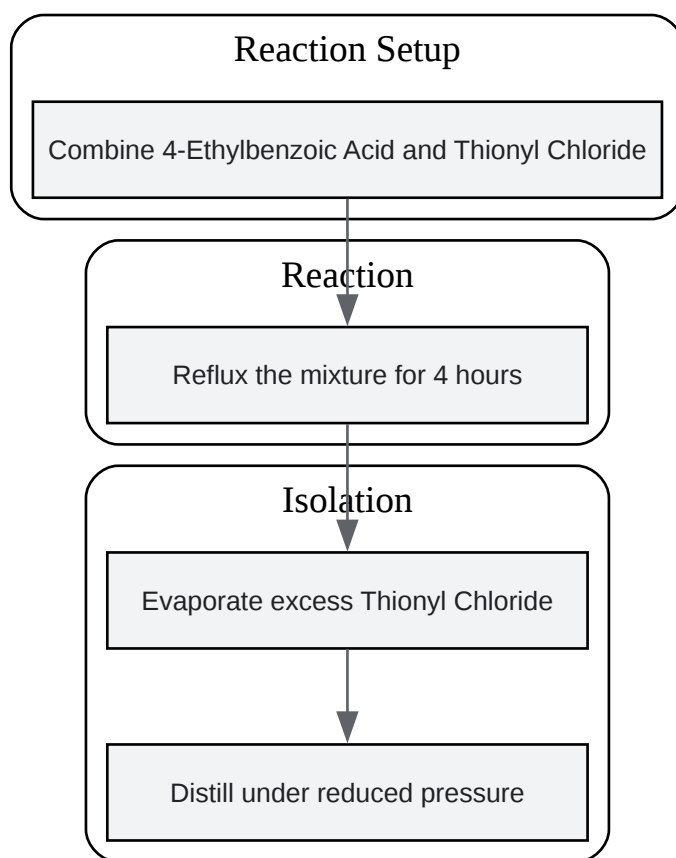 Reaction Setup
Combine 4-Ethylbenzoic Acid and Thionyl Chloride
Reaction
Reflux the mixture for 4 hours
Isolation
Evaporate excess Thionyl Chloride
Distill under reduced pressure